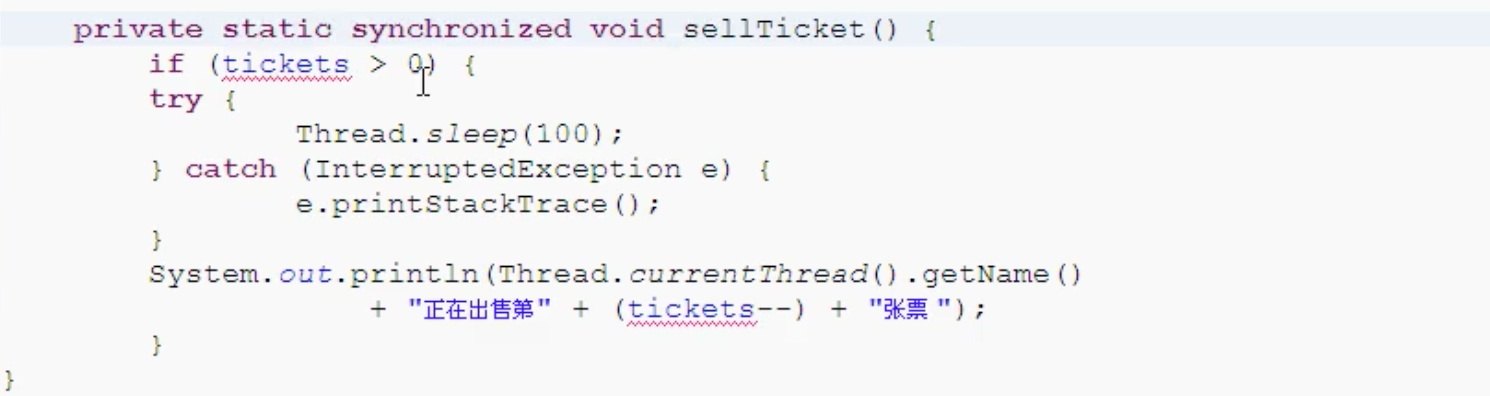 private static synchronized void sellTicket() {
if (tickets > 0) {
try {
Thread.sleep(100);
} catch (InterruptedException e) {
e.printStackTrace();
}
System.out.println(Thread.currentThread().getName()
+ "正在出售第" + (tickets--) + "张票 ");
}
}